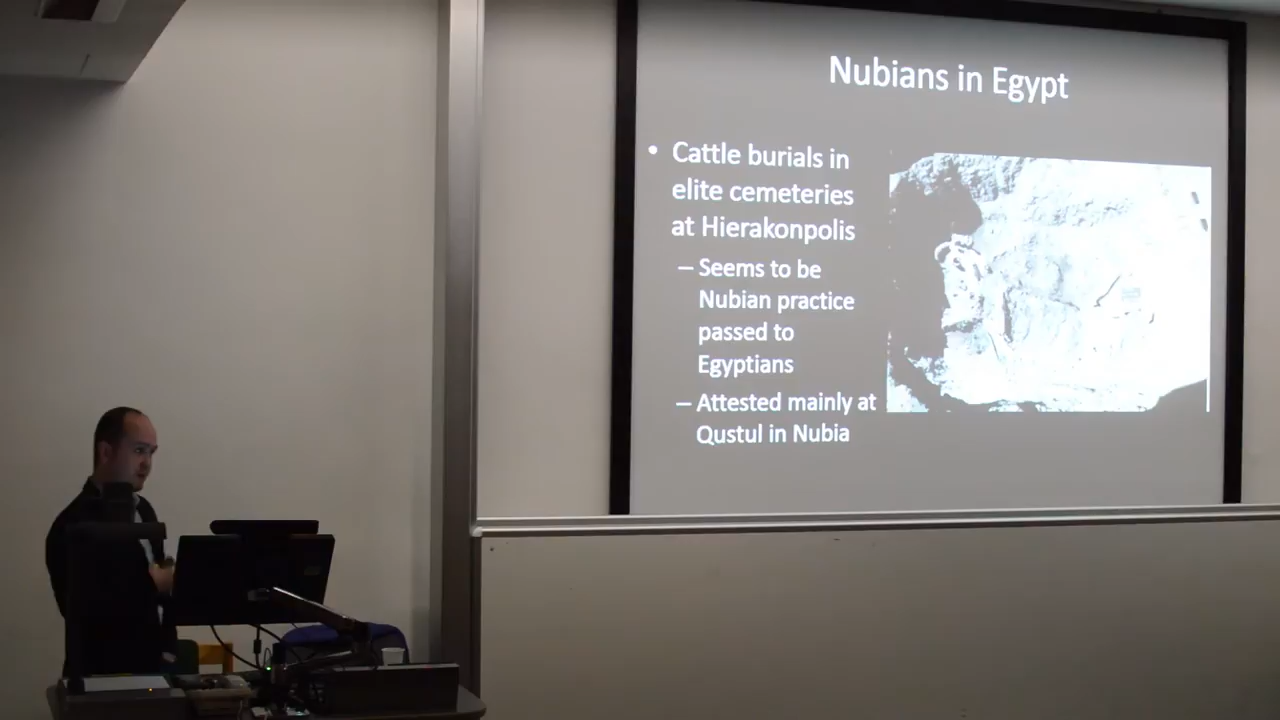 Nubians in Egypt
• Cattle burials in
elite cemeteries
at Hierakonpolis
– Seems to be
Nubian practice
passed to
Egyptians
– Attested mainly at
Qustul in Nubia